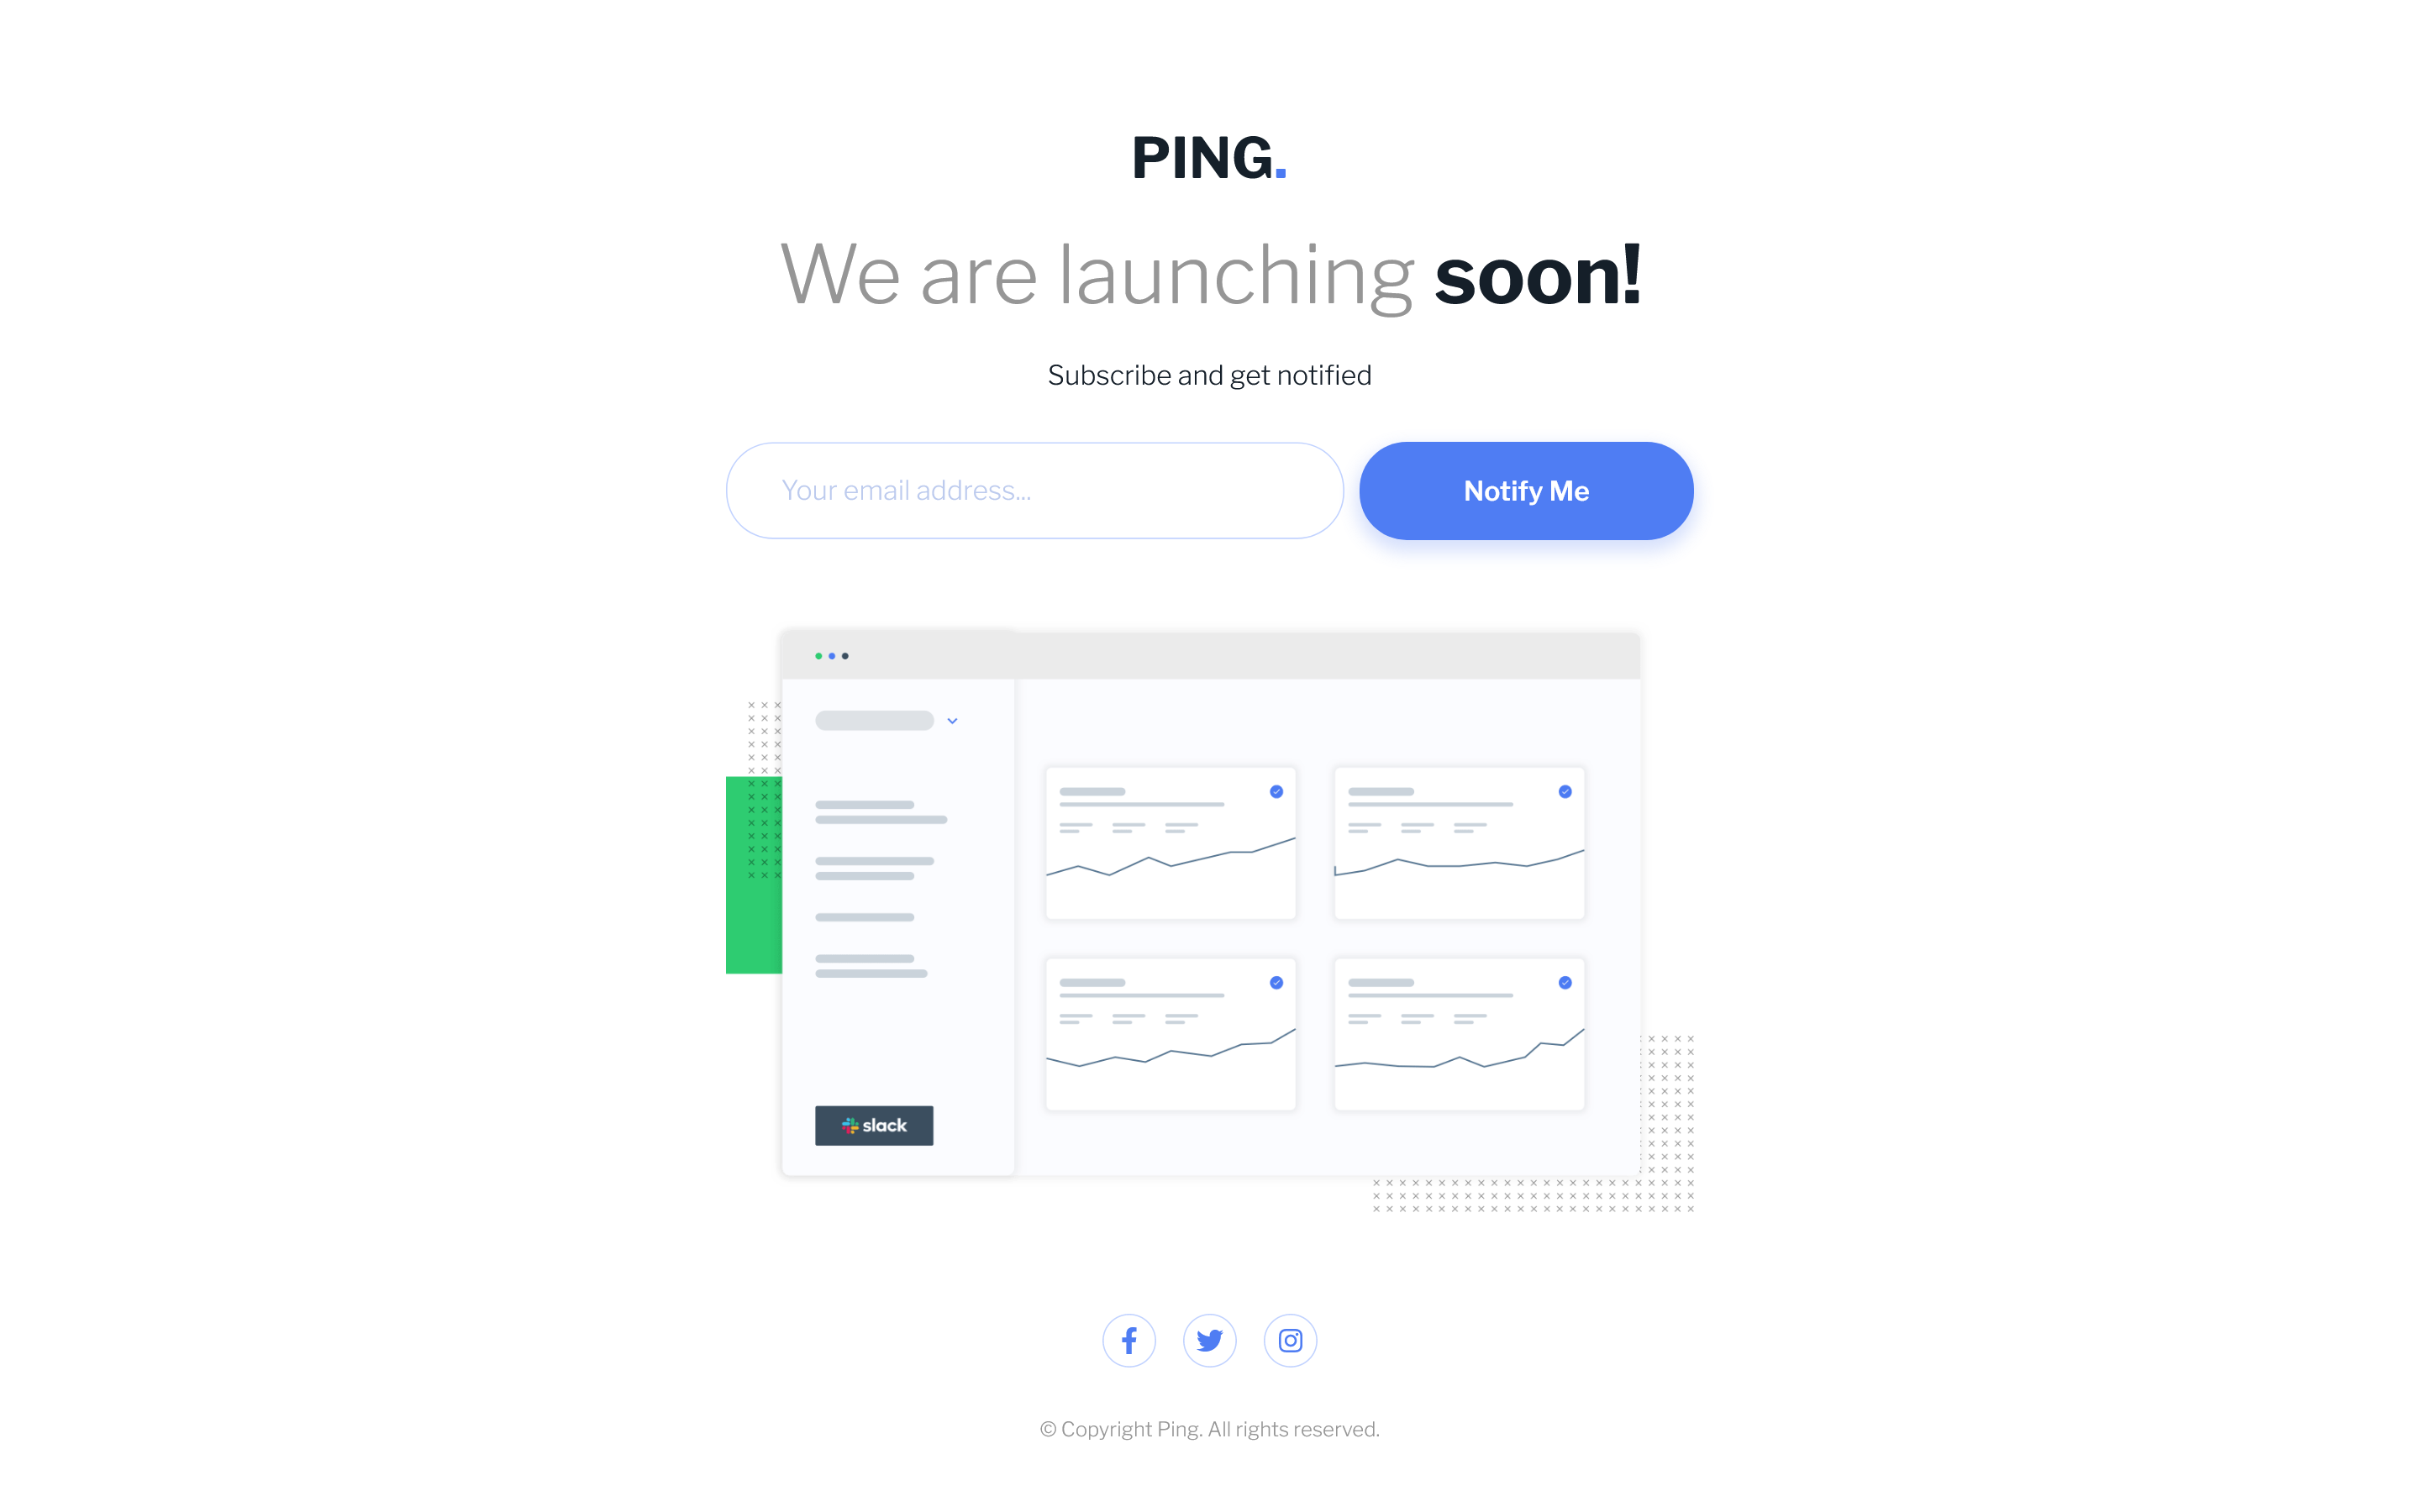 PING.
We are launching soon!
Subscribe and get notified
Your email address...
Notify Me
slack
© Copyright Ping. All rights reserved.